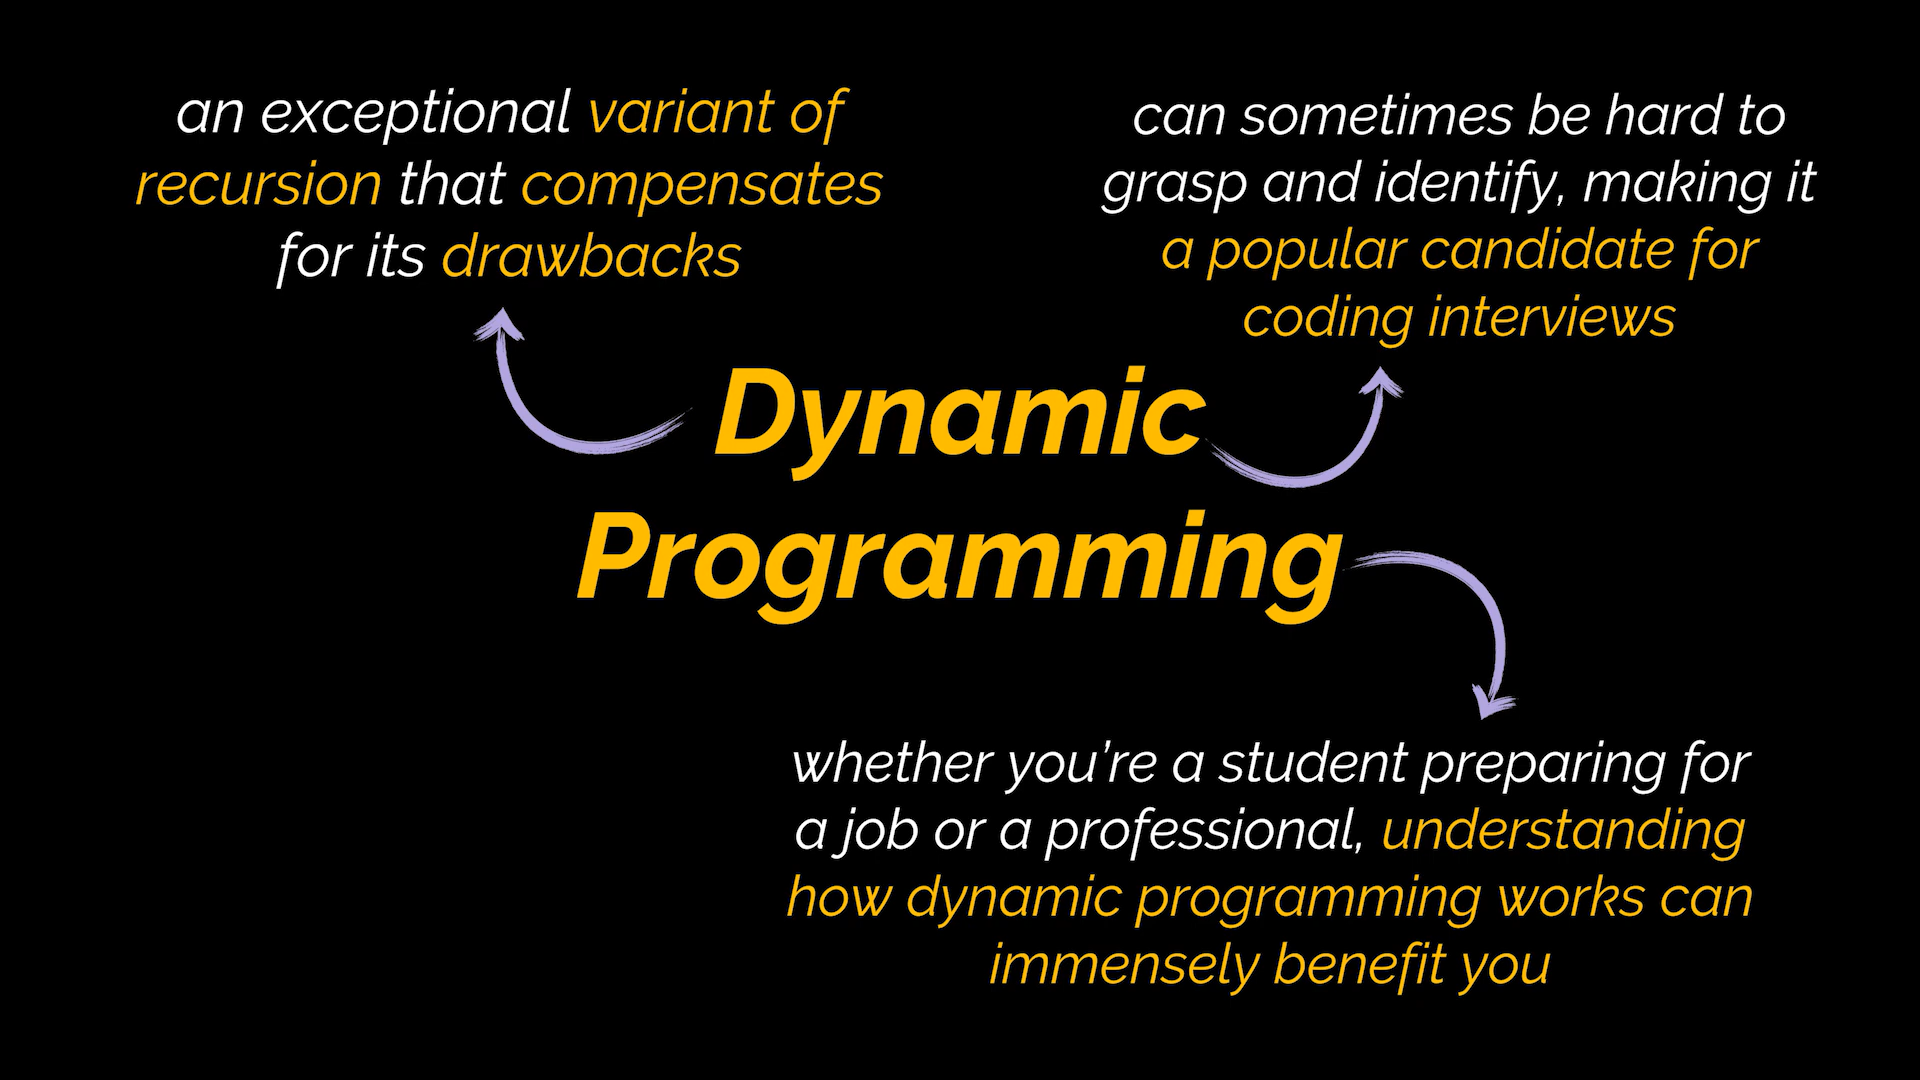 an exceptional variant of
recursion that compensates
for its drawbacks
can sometimes be hard to
grasp and identify, making it
a popular candidate for
coding interviews
Dynamic
Programming
whether you’re a student preparing for
a job or a professional, understanding
how dynamic programming works can
immensely benefit you